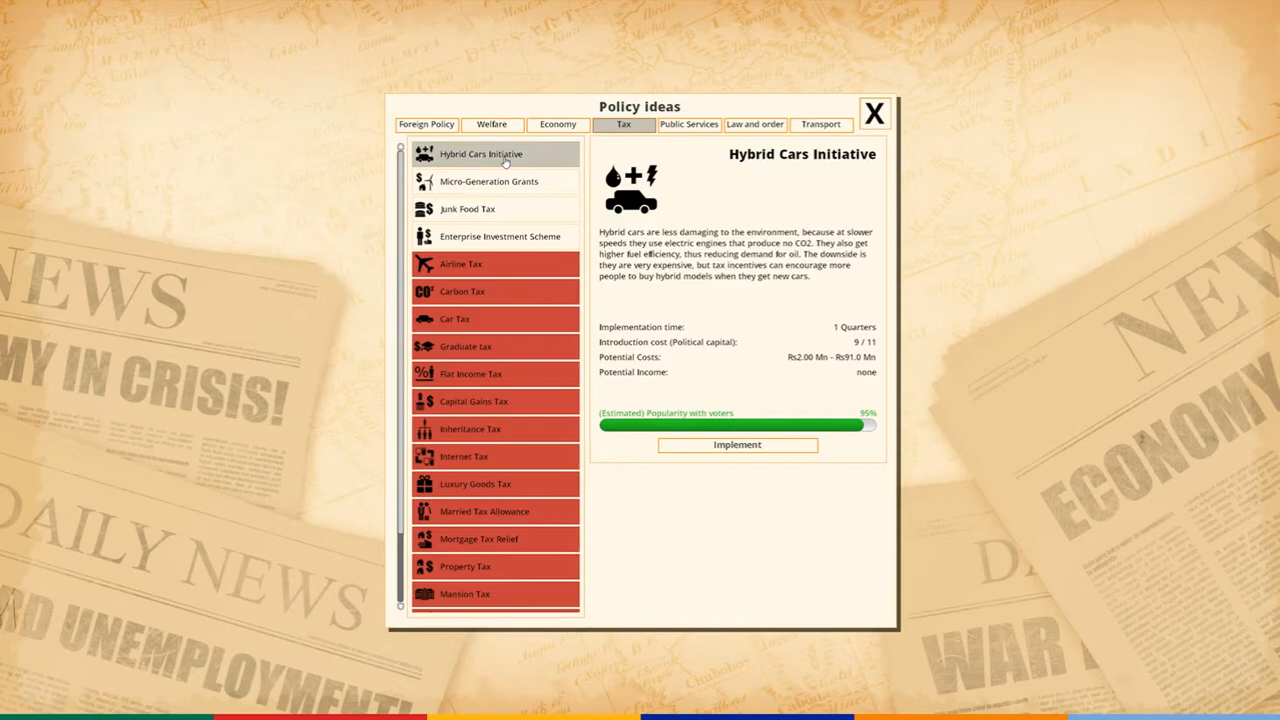 Policy ideas
X
Foreign Policy
Welfare
Economy
Tax
Public Services
Law and order
Transport
Hybrid Cars Initiative
Micro-Generation Grants
Junk Food Tax
Enterprise Investment Scheme
Airline Tax
CO² Carbon Tax
Car Tax
Graduate tax
Flat Income Tax
Capital Gains Tax
Inheritance Tax
Internet Tax
Luxury Goods Tax
Married Tax Allowance
Mortgage Tax Relief
Property Tax
Mansion Tax
Hybrid Cars Initiative
Hybrid cars are less damaging to the environment, because at slower
speeds they use electric engines that produce no CO2. They also get
higher fuel efficiency, thus reducing demand for oil. The downside is
they are very expensive, but tax incentives can encourage more
people to buy hybrid models when they get new cars.
Implementation time: 1 Quarters
Introduction cost (Political capital): 9 / 11
Potential Costs: Rs2.00 Mn - Rs91.0 Mn
Potential Income: none
(Estimated) Popularity with voters 95%
Implement
NEWS
MY IN CRISIS!
DAILY NEWS
RD UNEMPLOYMENT!
NEW
ECONOMY
D
WAR